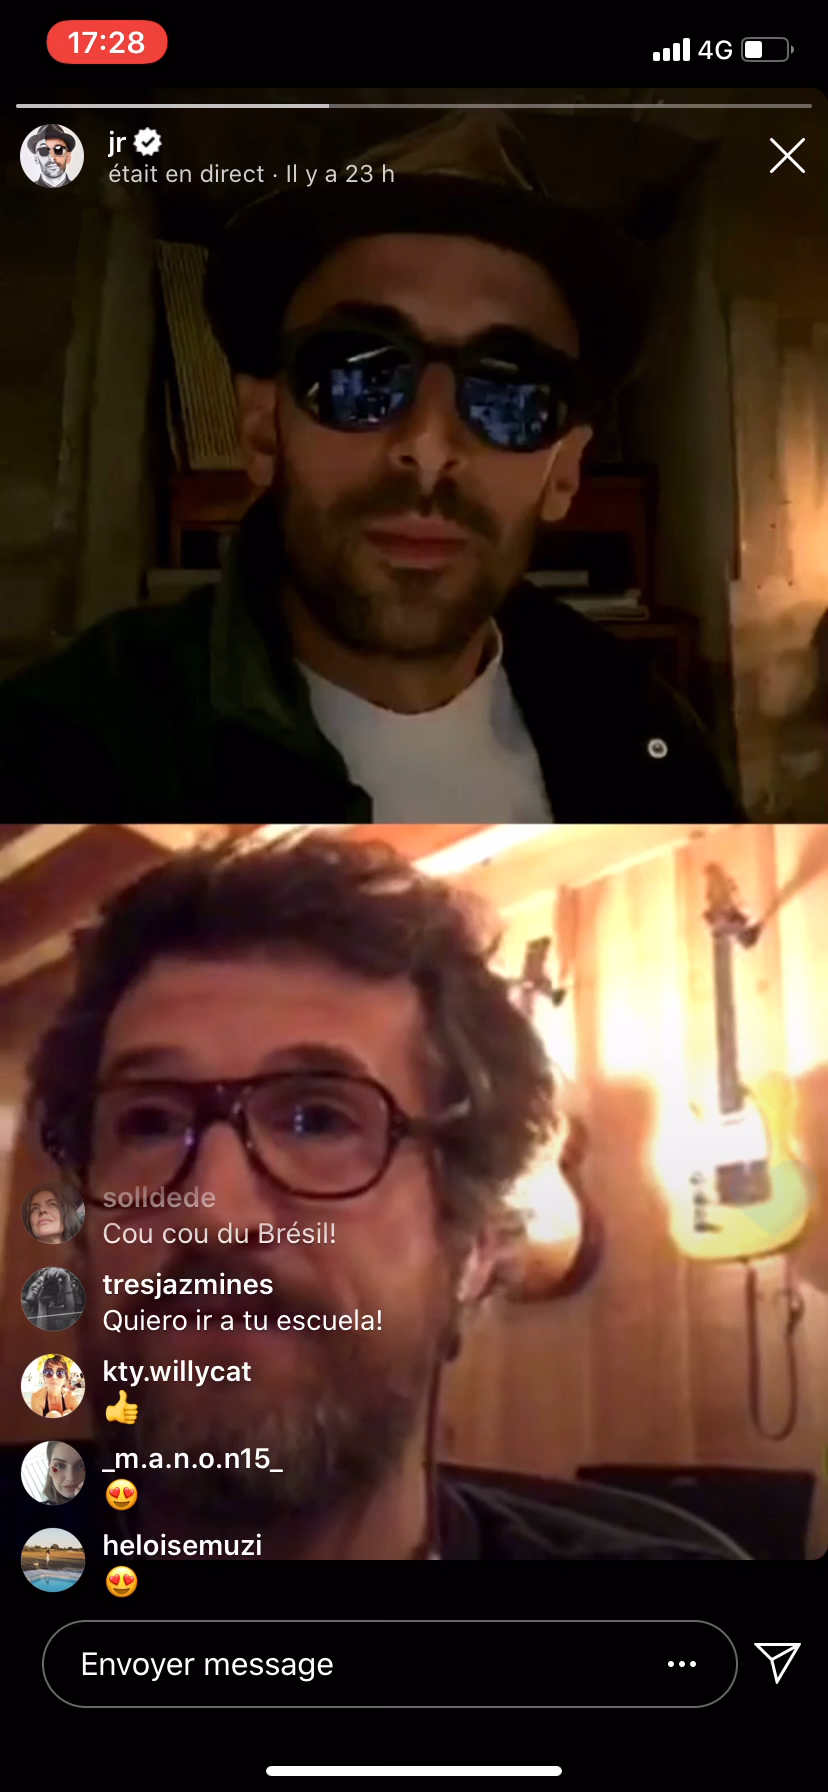 17:28
4G
jr
était en direct · Il y a 23 h
solldede
Cou cou du Brésil!
tresjazmines
Quiero ir a tu escuela!
kty.willycat
👍
_m.a.n.o.n15_
😍
heloisemuzi
😍
Envoyer message